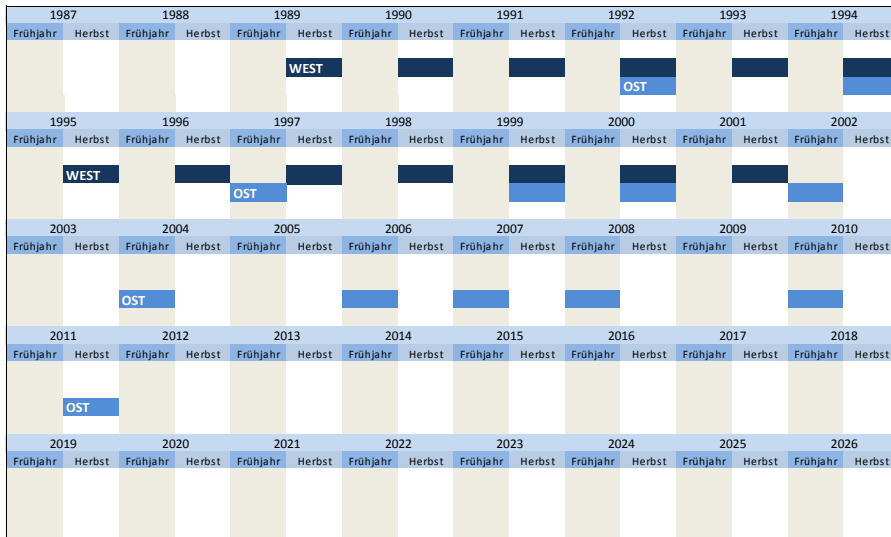 1987 1988 1989 1990 1991 1992 1993 1994
Frühjahr Herbst Frühjahr Herbst Frühjahr Herbst Frühjahr Herbst Frühjahr Herbst Frühjahr Herbst Frühjahr Herbst Frühjahr Herbst
WEST
OST
1995 1996 1997 1998 1999 2000 2001 2002
Frühjahr Herbst Frühjahr Herbst Frühjahr Herbst Frühjahr Herbst Frühjahr Herbst Frühjahr Herbst Frühjahr Herbst Frühjahr Herbst
WEST
OST
2003 2004 2005 2006 2007 2008 2009 2010
Frühjahr Herbst Frühjahr Herbst Frühjahr Herbst Frühjahr Herbst Frühjahr Herbst Frühjahr Herbst Frühjahr Herbst Frühjahr Herbst
OST
2011 2012 2013 2014 2015 2016 2017 2018
Frühjahr Herbst Frühjahr Herbst Frühjahr Herbst Frühjahr Herbst Frühjahr Herbst Frühjahr Herbst Frühjahr Herbst Frühjahr Herbst
OST
2019 2020 2021 2022 2023 2024 2025 2026
Frühjahr Herbst Frühjahr Herbst Frühjahr Herbst Frühjahr Herbst Frühjahr Herbst Frühjahr Herbst Frühjahr Herbst Frühjahr Herbst